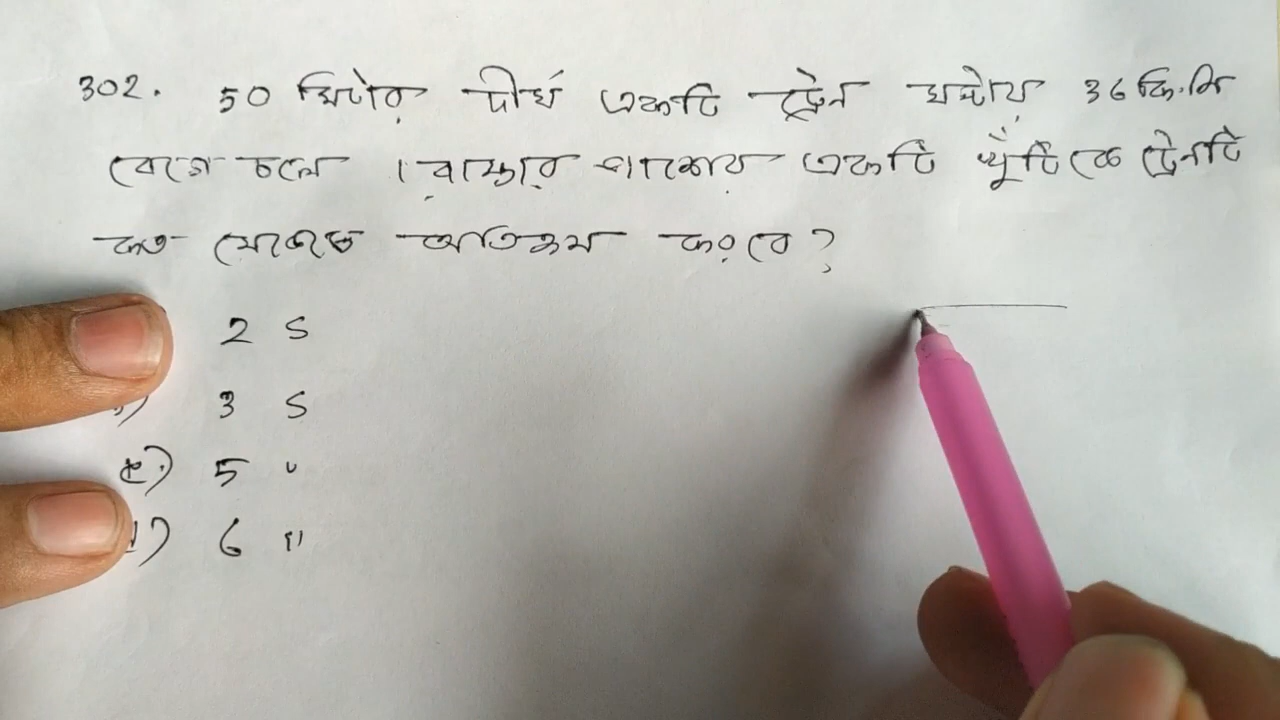 302. 50 মিটার দীর্ঘ একটি ট্রেন ঘন্টায় 36 কি.মি
বেগে চলে । রাস্তার পাশের একটি খুঁটিকে ট্রেনটি
কত সেকেন্ডে অতিক্রম করবে ?
2 S
3 S
5 "
6 "